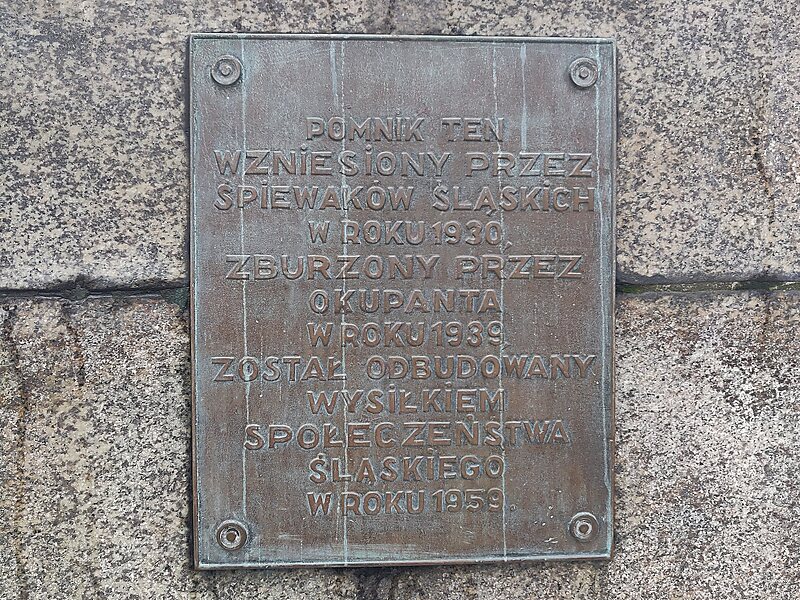 POMNIK TEN
WZNIESIONY PRZEZ
ŚPIEWAKÓW ŚLĄSKICH
W ROKU 1930,
ZBURZONY PRZEZ
OKUPANTA
W ROKU 1939
ZOSTAŁ ODBUDOWANY
WYSIŁKIEM
SPOŁECZEŃSTWA
ŚLĄSKIEGO
W ROKU 1959.